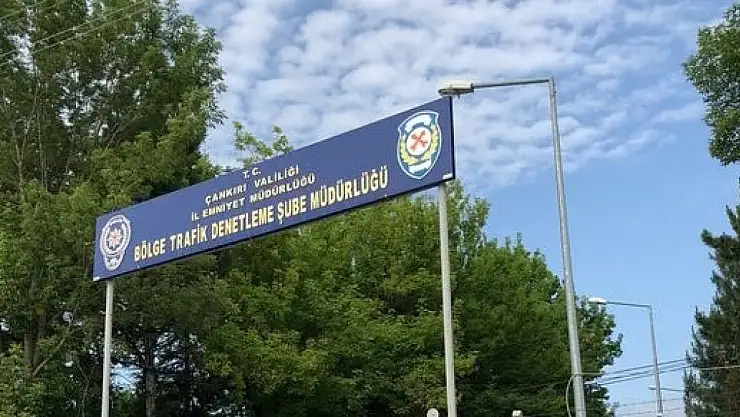 T.C.
ÇANKIRI VALİLİĞİ
İL EMNİYET MÜDÜRLÜĞÜ
BÖLGE TRAFİK DENETLEME ŞUBE MÜDÜRLÜĞÜ